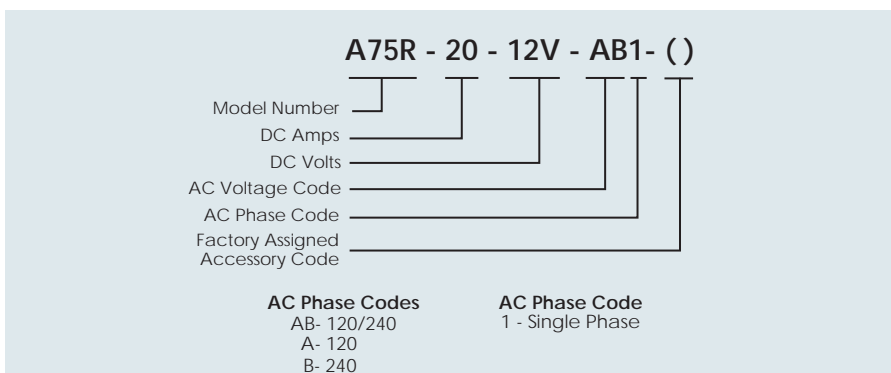 A75R - 20 - 12V - AB1- ( )
Model Number
DC Amps
DC Volts
AC Voltage Code
AC Phase Code
Factory Assigned
Accessory Code
AC Phase Codes
AB- 120/240
A- 120
B- 240
AC Phase Code
1 - Single Phase